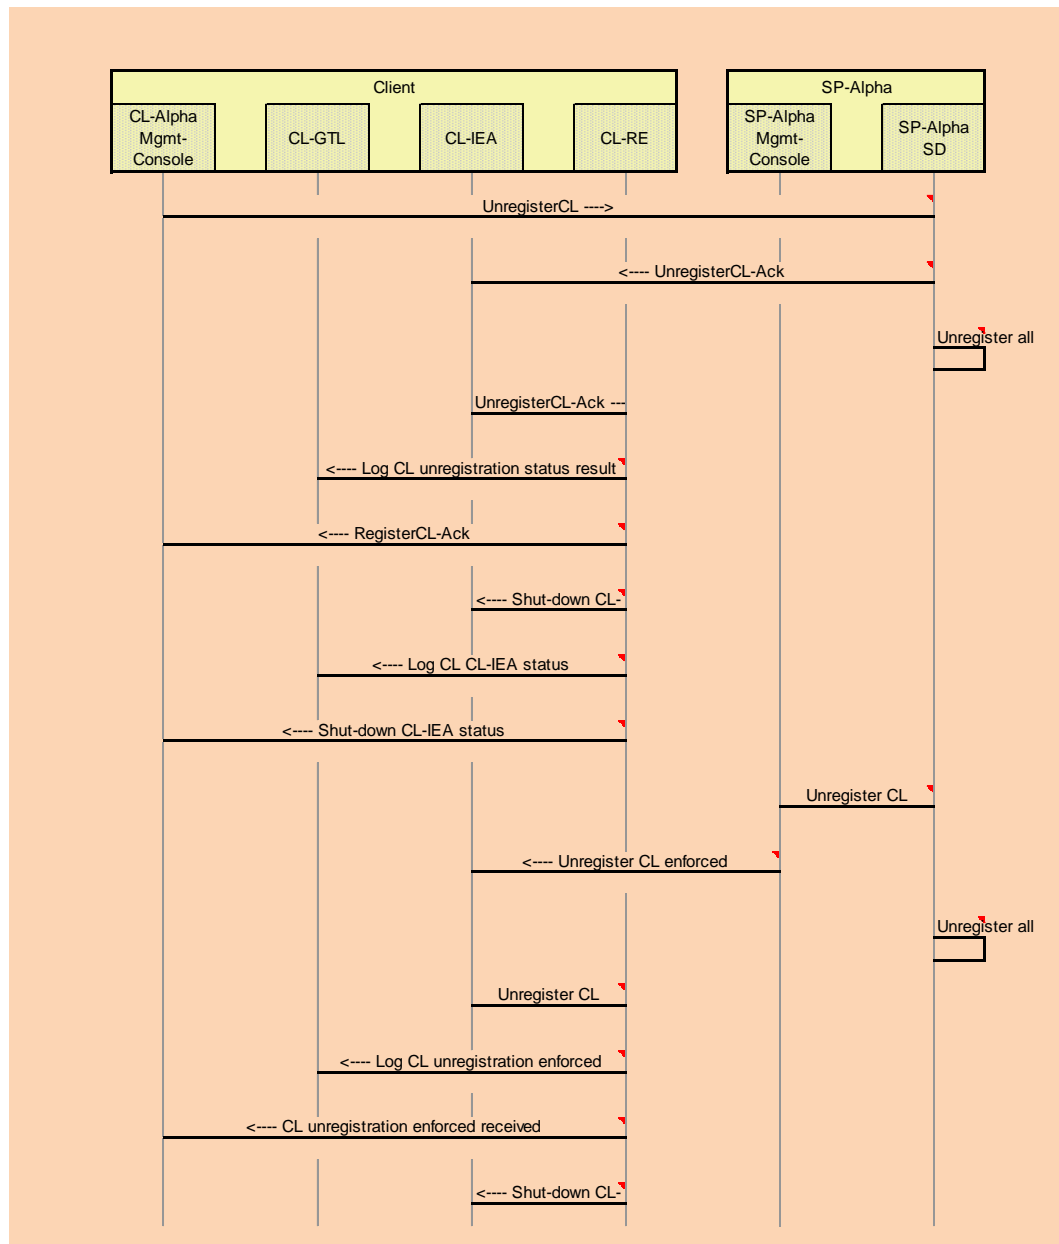 Client
SP-Alpha
CL-Alpha
Mgmt-
Console
CL-GTL
CL-IEA
CL-RE
SP-Alpha
Mgmt-
Console
SP-Alpha
SD
UnregisterCL ---->
<---- UnregisterCL-Ack
Unregister all
UnregisterCL-Ack ---
<---- Log CL unregistration status result
<---- RegisterCL-Ack
<---- Shut-down CL-
<---- Log CL CL-IEA status
<---- Shut-down CL-IEA status
Unregister CL
<---- Unregister CL enforced
Unregister all
Unregister CL
<---- Log CL unregistration enforced
<---- CL unregistration enforced received
<---- Shut-down CL-